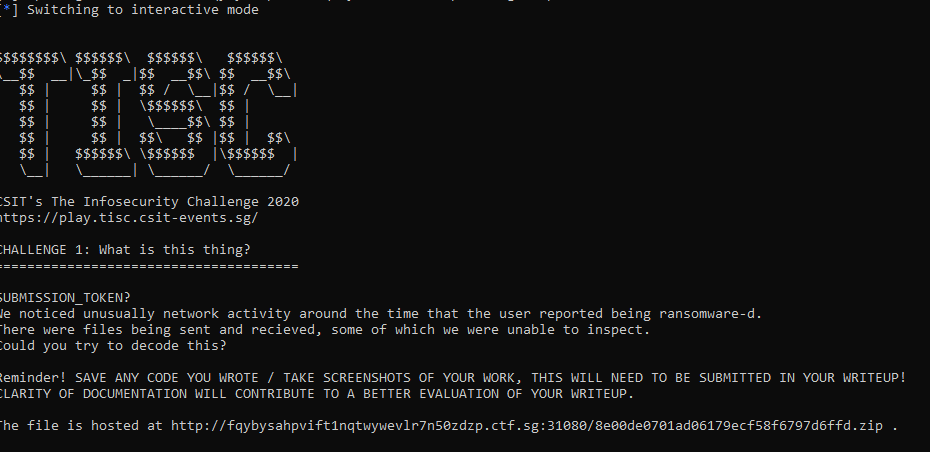 [*] Switching to interactive mode
$$$$$$$$\ $$$$$$\  $$$$$$\   $$$$$$\
\__$$  __|\_$$  _|$$  __$$\ $$  __$$\
   $$ |     $$ |  $$ /  \__|$$ /  \__|
   $$ |     $$ |  \$$$$$$\  $$ |
   $$ |     $$ |   \____$$\ $$ |
   $$ |     $$ |  $$\   $$ |$$ |  $$\
   $$ |   $$$$$$\ \$$$$$$  |\$$$$$$  |
   \__|   \______| \______/  \______/
CSIT's The Infosecurity Challenge 2020
https://play.tisc.csit-events.sg/
CHALLENGE 1: What is this thing?
======================================
SUBMISSION_TOKEN?
We noticed unusually network activity around the time that the user reported being ransomware-d.
There were files being sent and recieved, some of which we were unable to inspect.
Could you try to decode this?
Reminder! SAVE ANY CODE YOU WROTE / TAKE SCREENSHOTS OF YOUR WORK, THIS WILL NEED TO BE SUBMITTED IN YOUR WRITEUP!
CLARITY OF DOCUMENTATION WILL CONTRIBUTE TO A BETTER EVALUATION OF YOUR WRITEUP.
The file is hosted at http://fqybysahpvift1nqtwywevlr7n50zdzp.ctf.sg:31080/8e00de0701ad06179ecf58f6797d6ffd.zip .